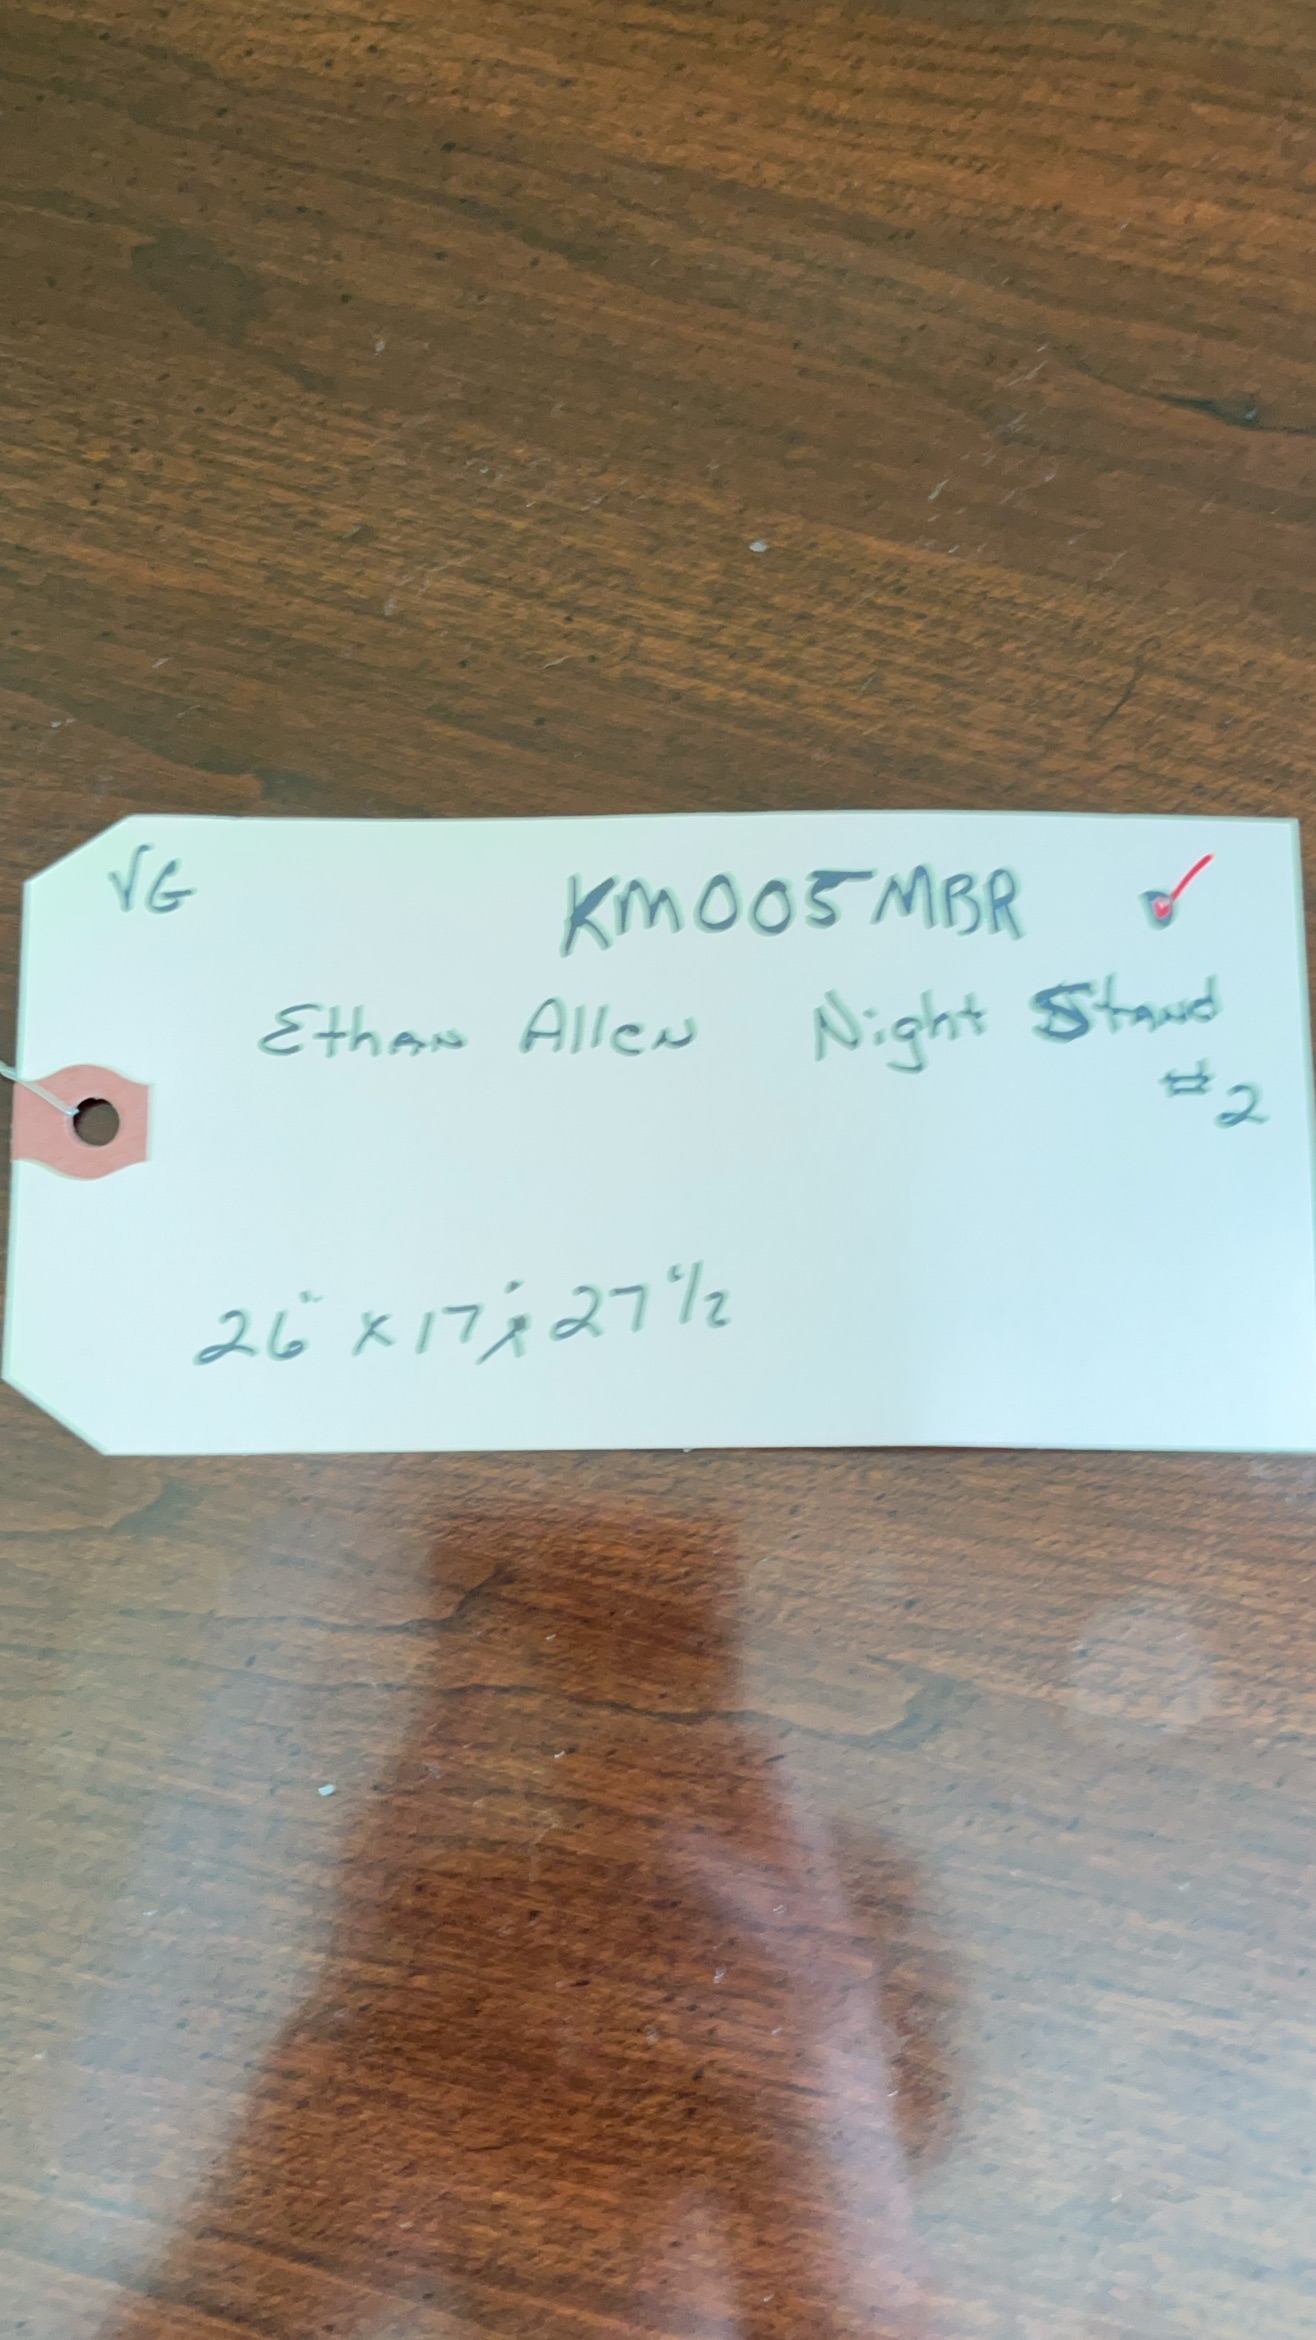 VG KM005MBR
Ethan Allen Night Stand
#2
26" x 17" x 27 1/2"